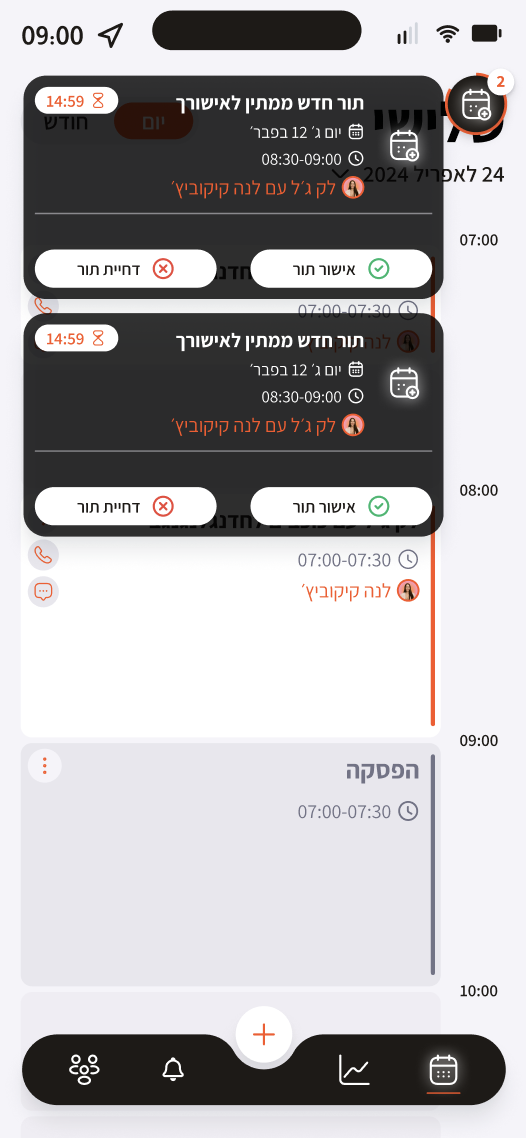 09:00
2
תור חדש ממתין לאישורך
14:59
יום ג׳ 12 בפבר׳
08:30-09:00
לק ג׳ל עם לנה קיקוביץ׳
אישור תור
דחיית תור
יום
חודש
24 לאפריל 2024
07:00
07:00-07:30
תור חדש ממתין לאישורך
14:59
יום ג׳ 12 בפבר׳
08:30-09:00
לק ג׳ל עם לנה קיקוביץ׳
אישור תור
דחיית תור
08:00
07:00-07:30
לנה קיקוביץ׳
09:00
הפסקה
07:00-07:30
10:00